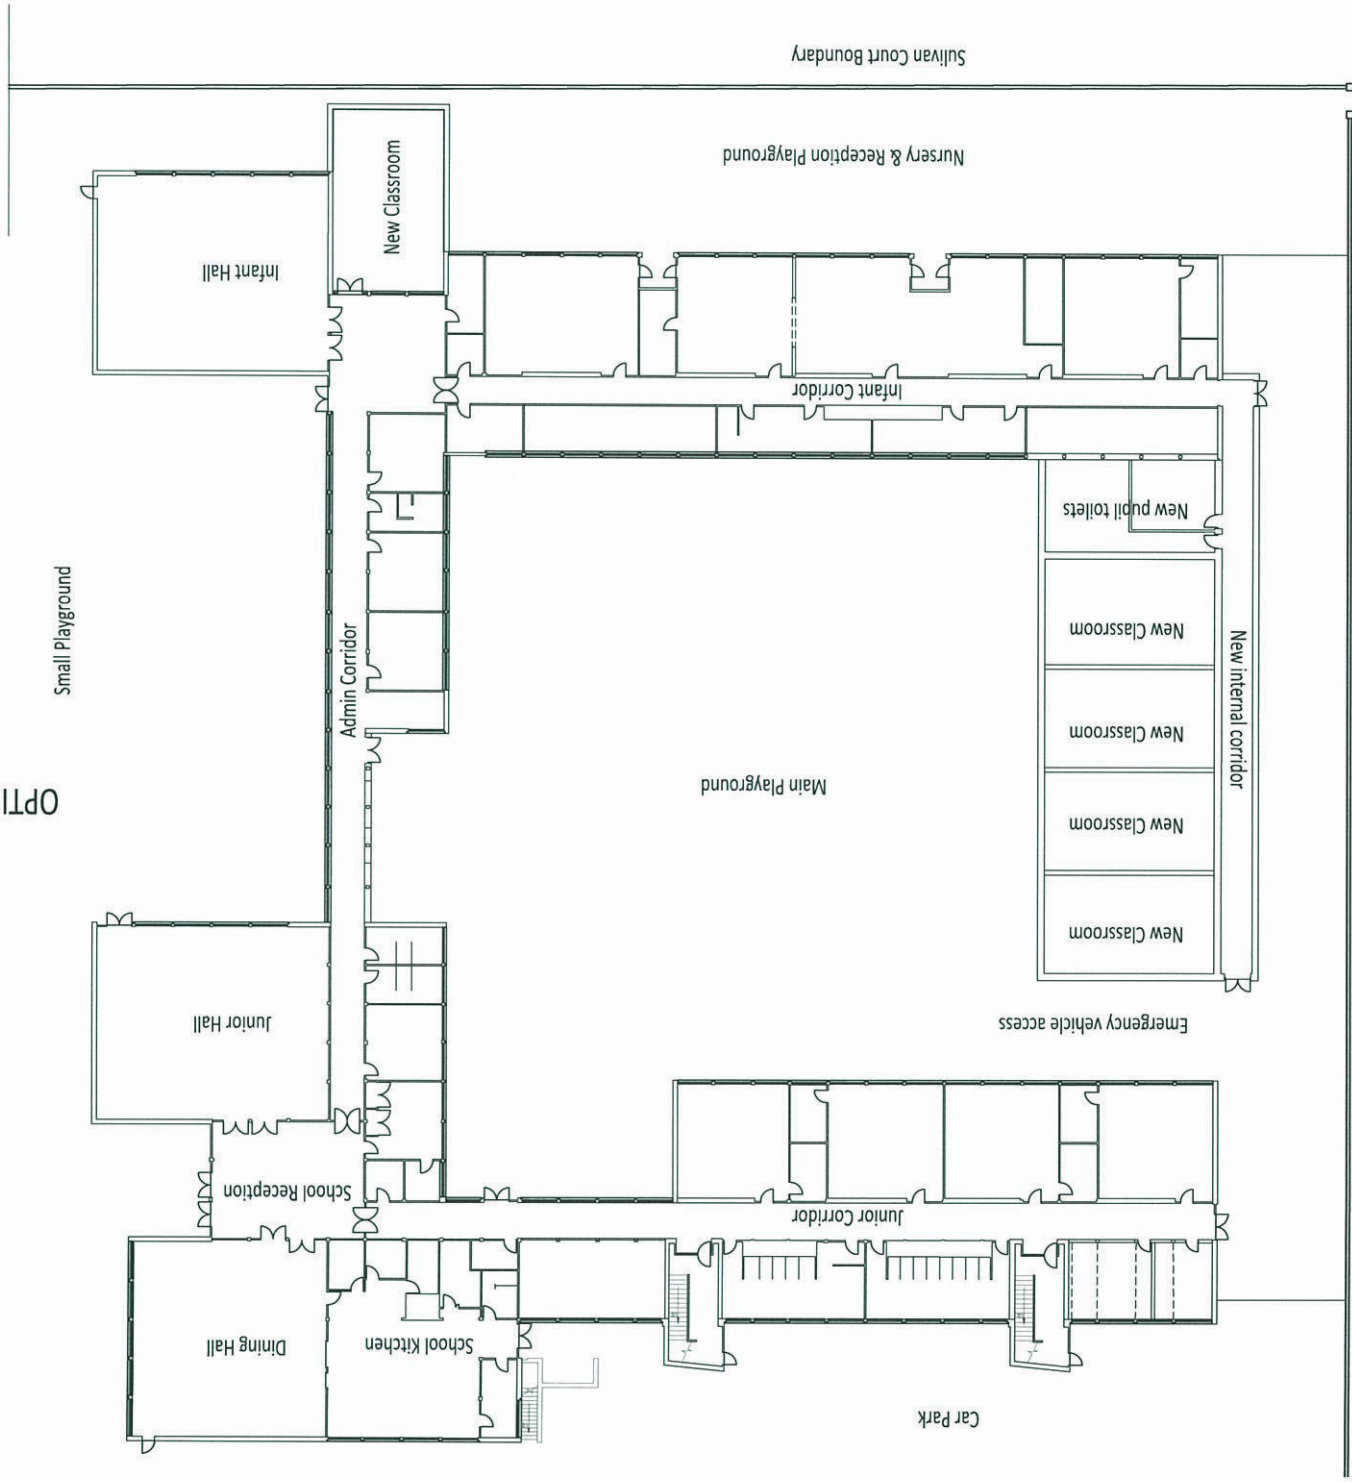 Sulivan Court Boundary
Nursery & Reception Playground
New Classroom
Infant Hall
Infant Corridor
New pupil toilets
Small Playground
New Classroom
Admin Corridor
New internal corridor
New Classroom
Main Playground
OPTI
New Classroom
New Classroom
Junior Hall
Emergency vehicle access
School Reception
Junior Corridor
Dining Hall
School Kitchen
Car Park